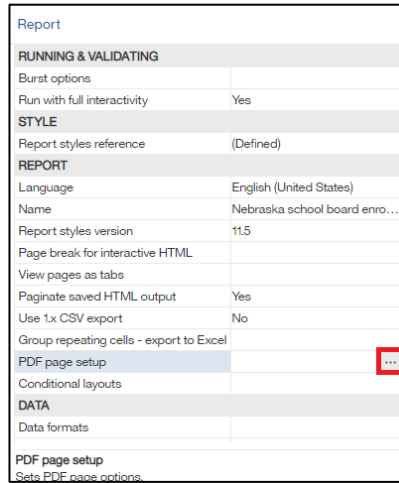 Report
RUNNING & VALIDATING
Burst options
Run with full interactivity Yes
STYLE
Report styles reference (Defined)
REPORT
Language English (United States)
Name Nebraska school board enro...
Report styles version 11.5
Page break for interactive HTML
View pages as tabs
Paginate saved HTML output Yes
Use 1.x CSV export No
Group repeating cells - export to Excel
PDF page setup ...
Conditional layouts
DATA
Data formats
PDF page setup
Sets PDF page options.